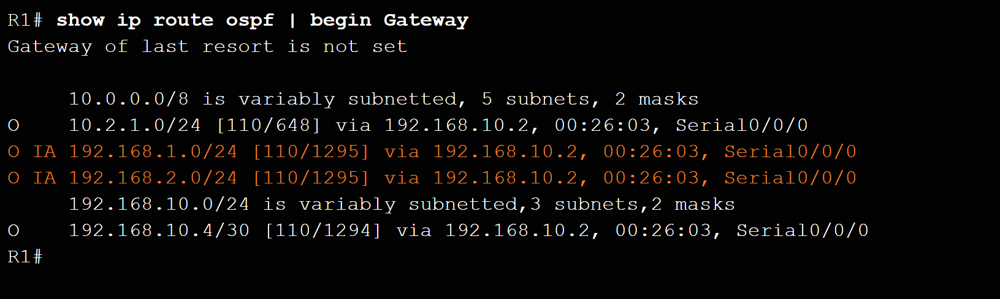 R1# show ip route ospf | begin Gateway
Gateway of last resort is not set
10.0.0.0/8 is variably subnetted, 5 subnets, 2 masks
O 10.2.1.0/24 [110/648] via 192.168.10.2, 00:26:03, Serial0/0/0
O IA 192.168.1.0/24 [110/1295] via 192.168.10.2, 00:26:03, Serial0/0/0
O IA 192.168.2.0/24 [110/1295] via 192.168.10.2, 00:26:03, Serial0/0/0
192.168.10.0/24 is variably subnetted,3 subnets,2 masks
O 192.168.10.4/30 [110/1294] via 192.168.10.2, 00:26:03, Serial0/0/0
R1#